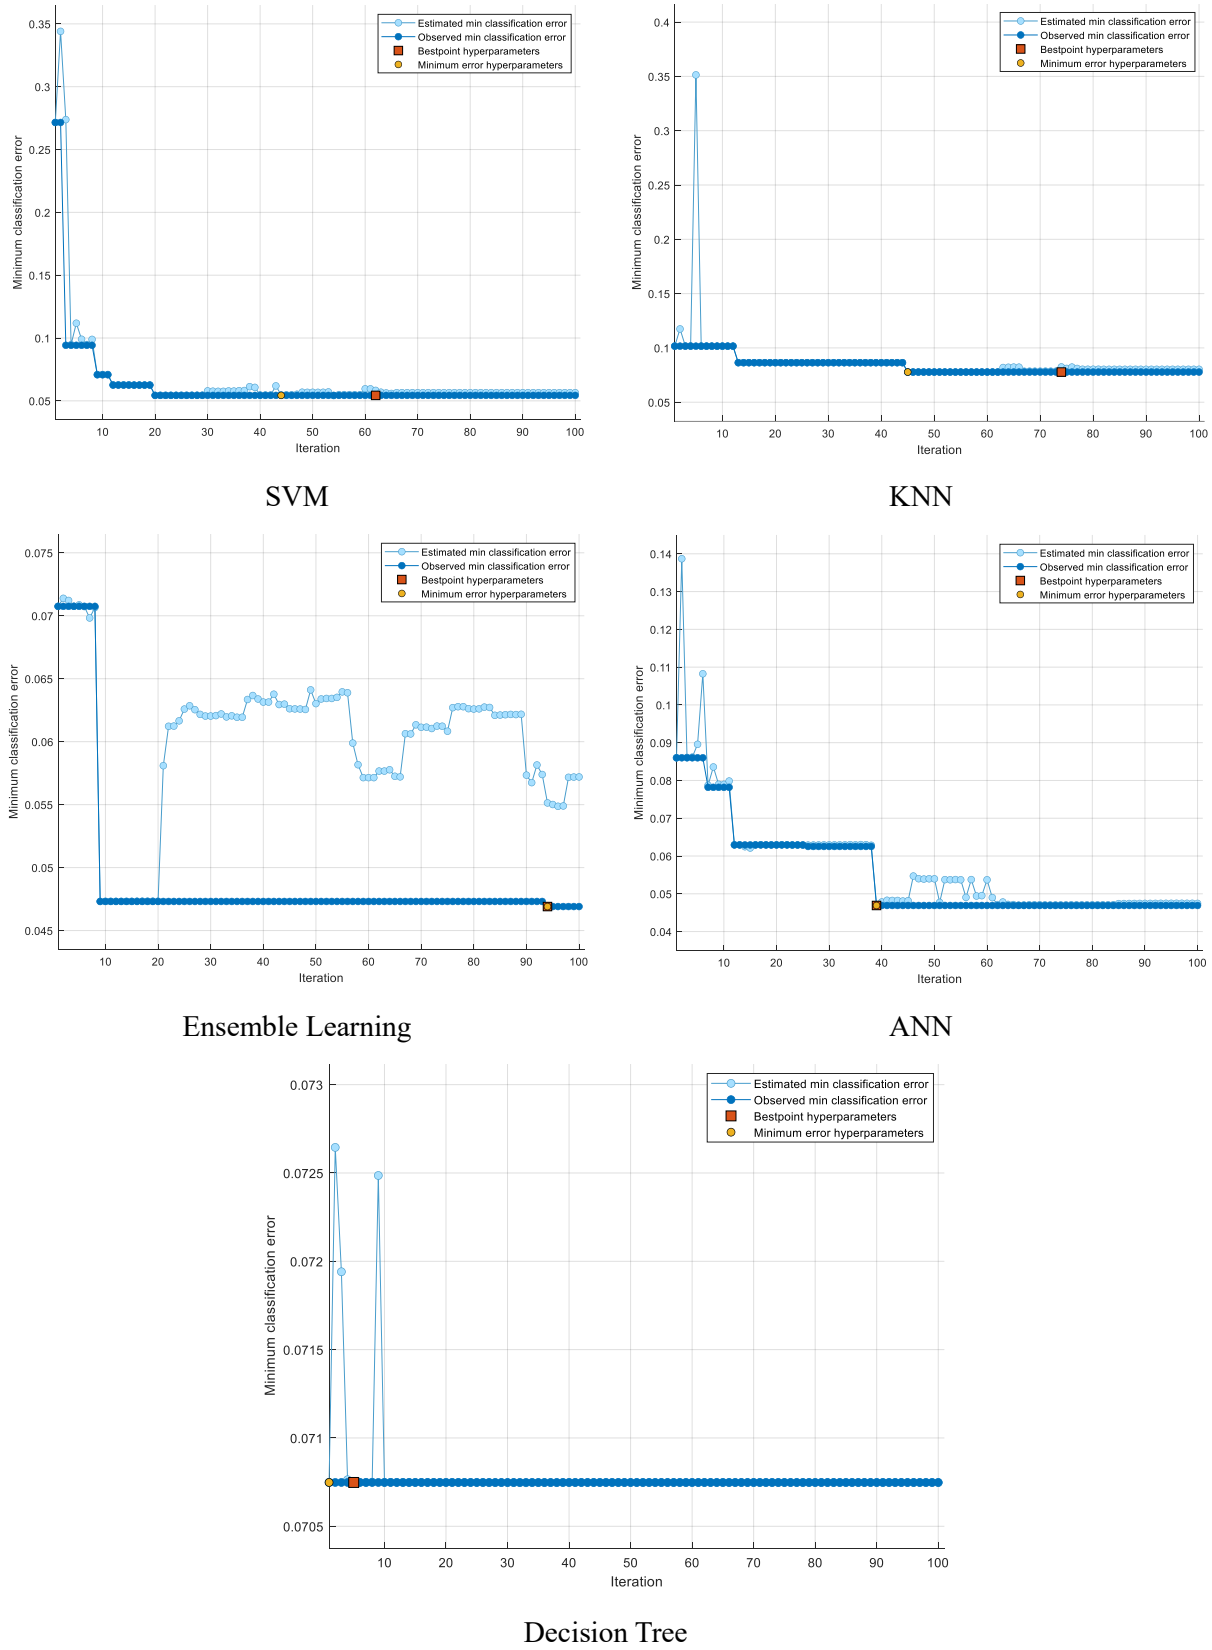 0.35
0.3
0.25
0.2
0.15
0.1
0.05
Minimum classification error
10 20 30 40 50 60 70 80 90 100
Iteration
Estimated min classification error
Observed min classification error
Bestpoint hyperparameters
Minimum error hyperparameters
SVM
0.4
0.35
0.3
0.25
0.2
0.15
0.1
0.05
Minimum classification error
10 20 30 40 50 60 70 80 90 100
Iteration
Estimated min classification error
Observed min classification error
Bestpoint hyperparameters
Minimum error hyperparameters
KNN
0.075
0.07
0.065
0.06
0.055
0.05
0.045
Minimum classification error
10 20 30 40 50 60 70 80 90 100
Iteration
Estimated min classification error
Observed min classification error
Bestpoint hyperparameters
Minimum error hyperparameters
Ensemble Learning
0.14
0.13
0.12
0.11
0.1
0.09
0.08
0.07
0.06
0.05
0.04
Minimum classification error
10 20 30 40 50 60 70 80 90 100
Iteration
Estimated min classification error
Observed min classification error
Bestpoint hyperparameters
Minimum error hyperparameters
ANN
0.073
0.0725
0.072
0.0715
0.071
0.0705
Minimum classification error
10 20 30 40 50 60 70 80 90 100
Iteration
Estimated min classification error
Observed min classification error
Bestpoint hyperparameters
Minimum error hyperparameters
Decision Tree